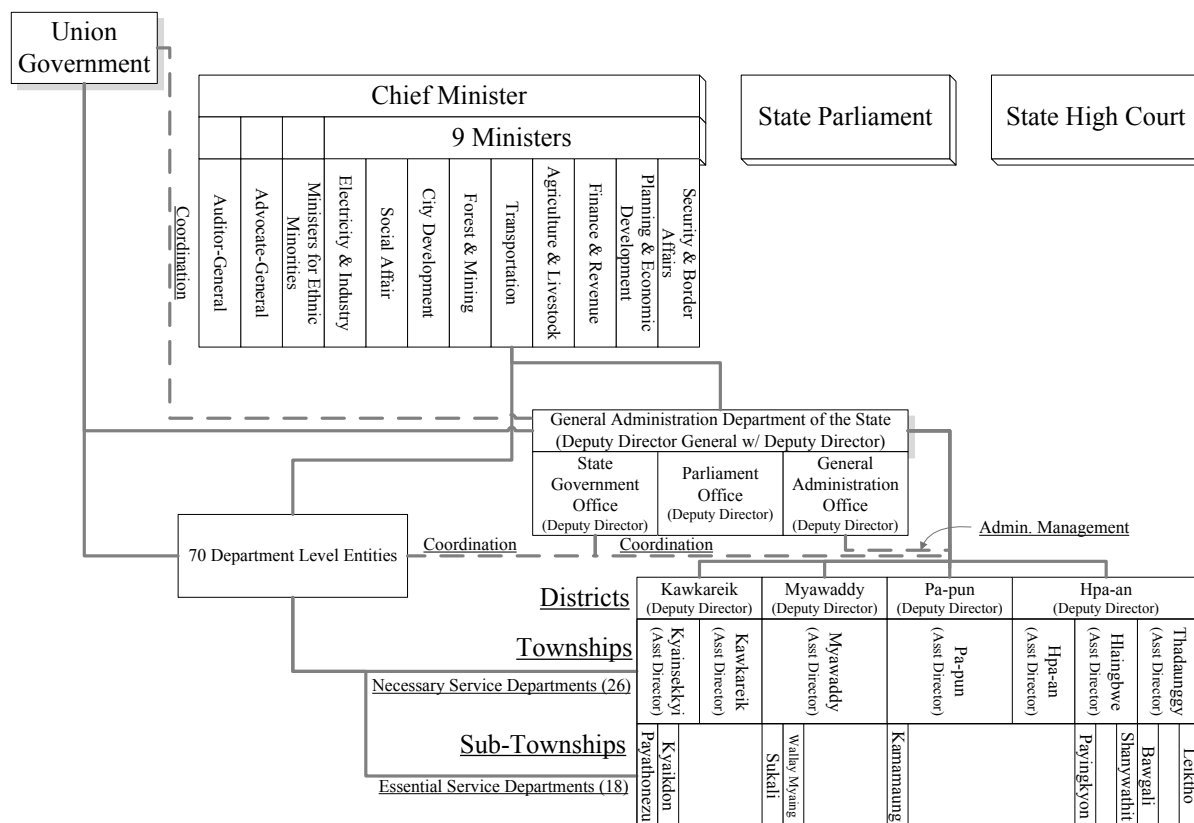 Union
Government
Chief Minister
9 Ministers
State Parliament
State High Court
Coordination
Auditor-General
Advocate-General
Ministers for Ethnic
Minorities
Electricity & Industry
Social Affair
City Development
Forest & Mining
Transportation
Agriculture & Livestock
Finance & Revenue
Planning & Economic
Development
Security & Border
Affairs
General Administration Department of the State
(Deputy Director General w/ Deputy Director)
State
Government
Office
(Deputy Director)
Parliament
Office
(Deputy Director)
General
Administration
Office
(Deputy Director)
Admin. Management
70 Department Level Entities
Coordination
Coordination
Districts
Kawkareik
(Deputy Director)
Myawaddy
(Deputy Director)
Pa-pun
(Deputy Director)
Hpa-an
(Deputy Director)
Townships
Kyainsekkyi
(Asst Director)
Kawkareik
(Asst Director)
Myawaddy
(Asst Director)
Pa-pun
(Asst Director)
Hpa-an
(Asst Director)
Hlaingbwe
(Asst Director)
Thadaunggy
(Asst Director)
Necessary Service Departments (26)
Sub-Townships
Payathonezu
Kyaikdon
Sukali
Wallay Myaing
Kamamaung
Payingkyon
Shanywathit
Bawgali
Leiktho
Essential Service Departments (18)